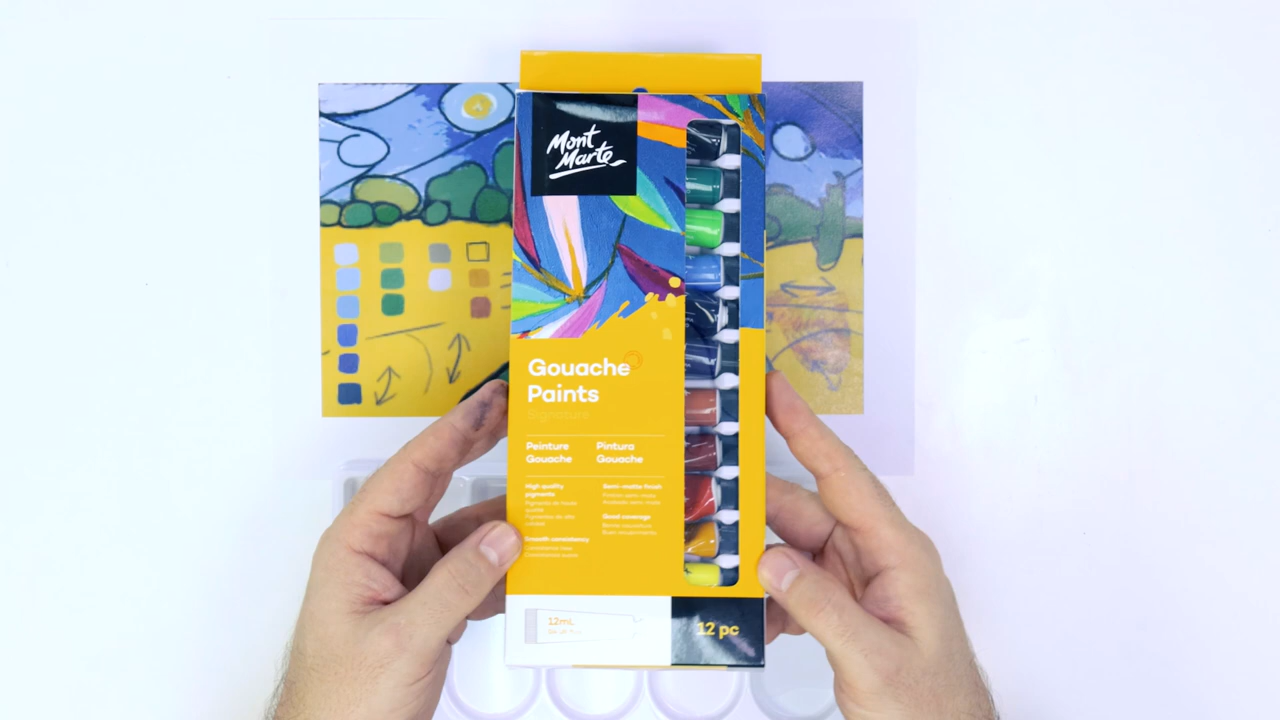 Mont
Marte
Gouache
Paints
Signature
Peinture
Gouache
Pintura
Gouache
High quality
pigments
Semi-matte finish
Good coverage
Smooth consistency
12mL
12 pc